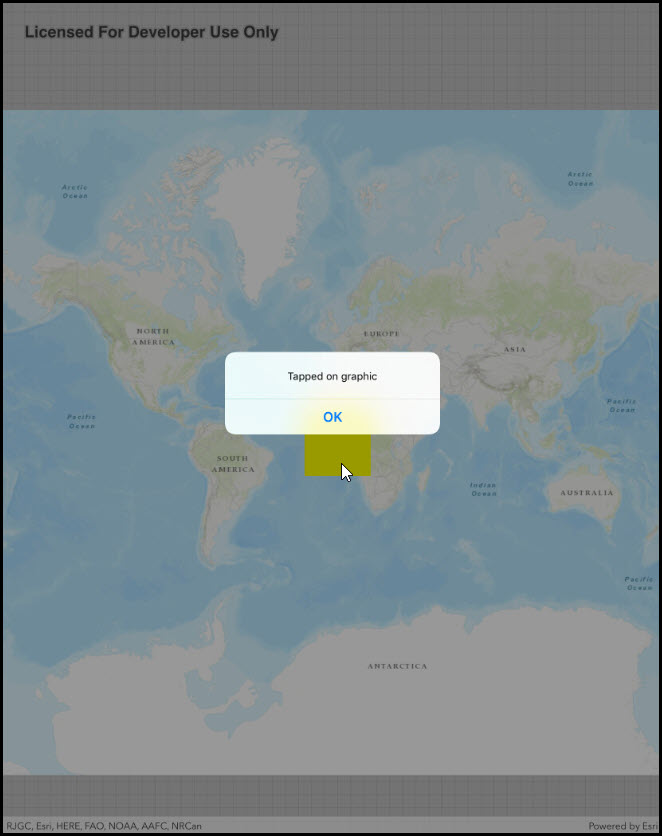 Licensed For Developer Use Only
Arctic
Ocean
Arctic
Ocean
NORTH
AMERICA
EUROPE
ASIA
Tapped on graphic
OK
Pacific
Ocean
Pacific
Ocean
SOUTH
AMERICA
Indian
Ocean
AUSTRALIA
Pacific
Ocean
ANTARCTICA
RJGC, Esri, HERE, FAO, NOAA, AAFC, NRCan
Powered by Esri